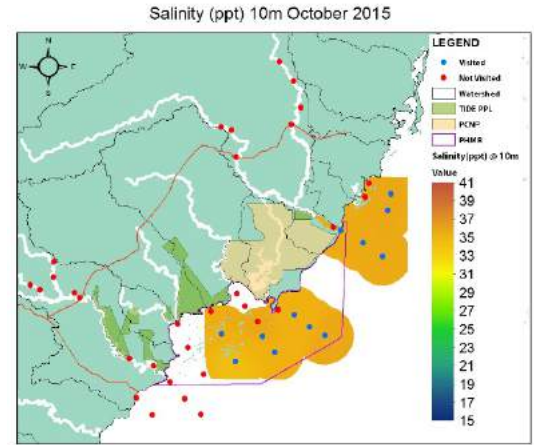 Salinity (ppt) 10m October 2015
N
W
E
S
LEGEND
Visited
Not Visited
Watershed
TIDE PPL
PCNP
PHMR
Salinity(ppt) @ 10m
Value
41
39
37
35
33
31
29
27
25
23
21
19
17
15